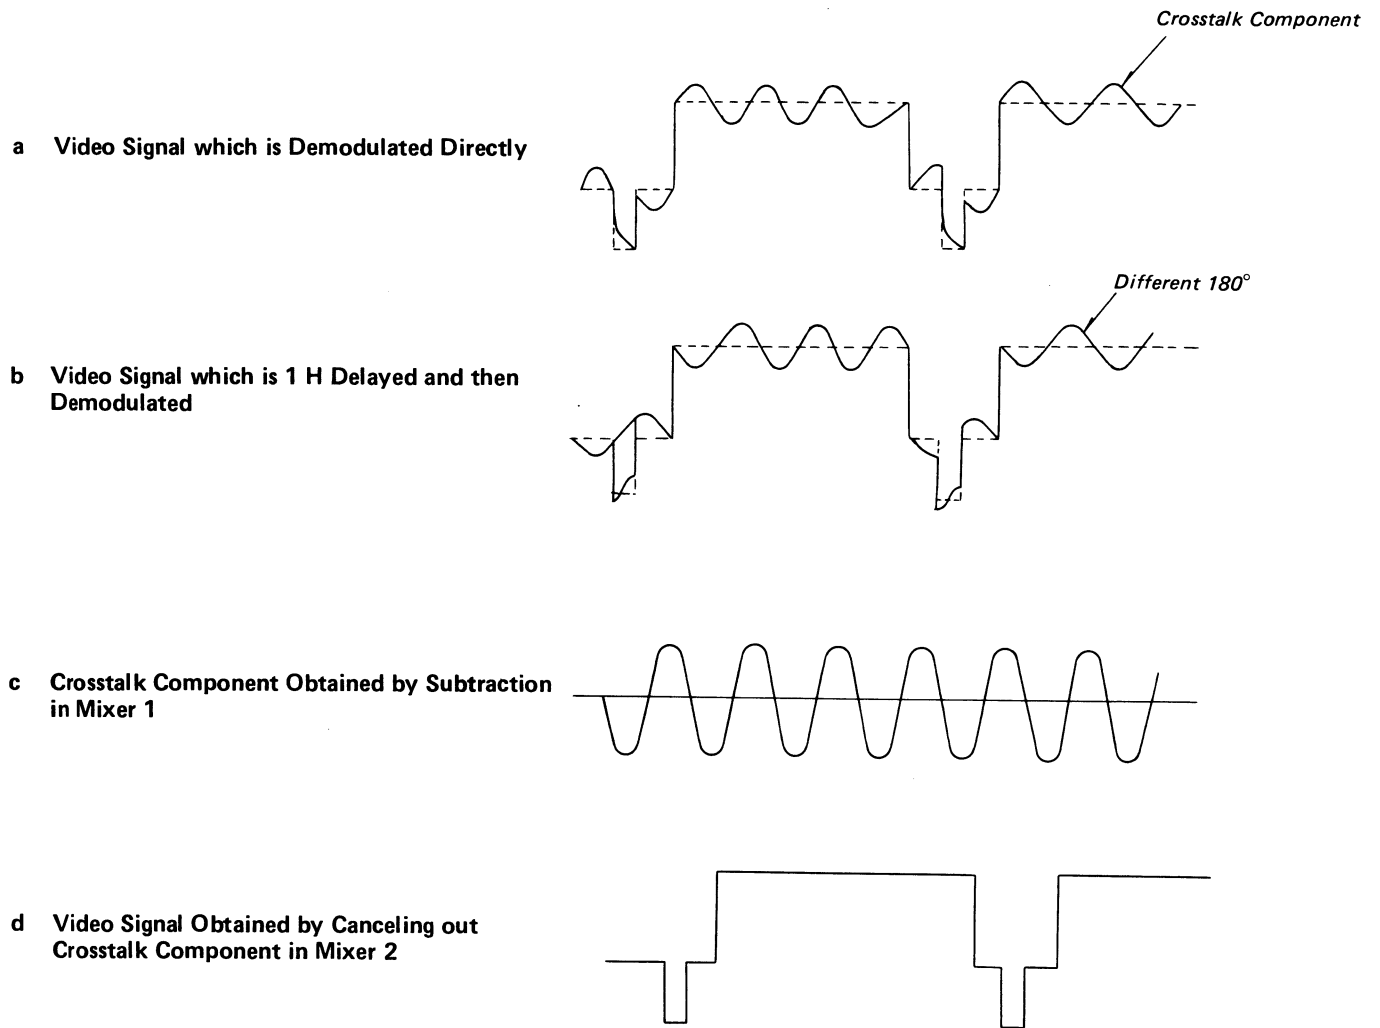 Crosstalk Component
a Video Signal which is Demodulated Directly
Different 180°
b Video Signal which is 1 H Delayed and then
Demodulated
c Crosstalk Component Obtained by Subtraction
in Mixer 1
d Video Signal Obtained by Canceling out
Crosstalk Component in Mixer 2